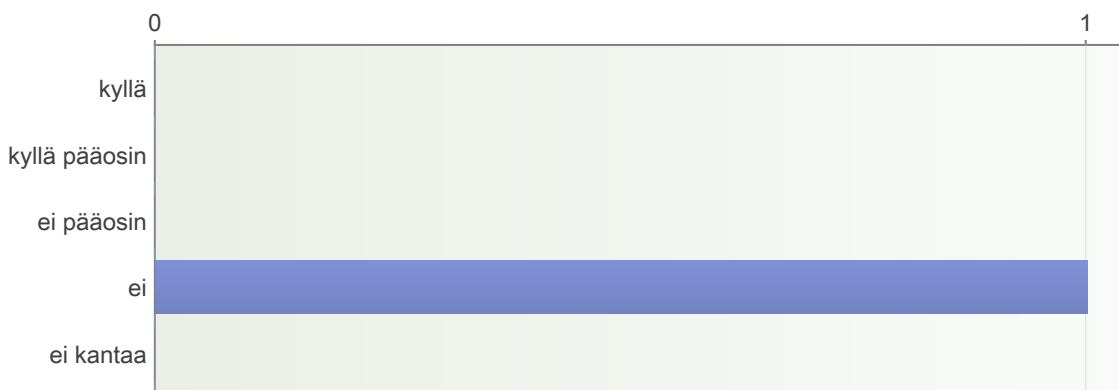 0 1
kyllä
kyllä pääosin
ei pääosin
ei
ei kantaa